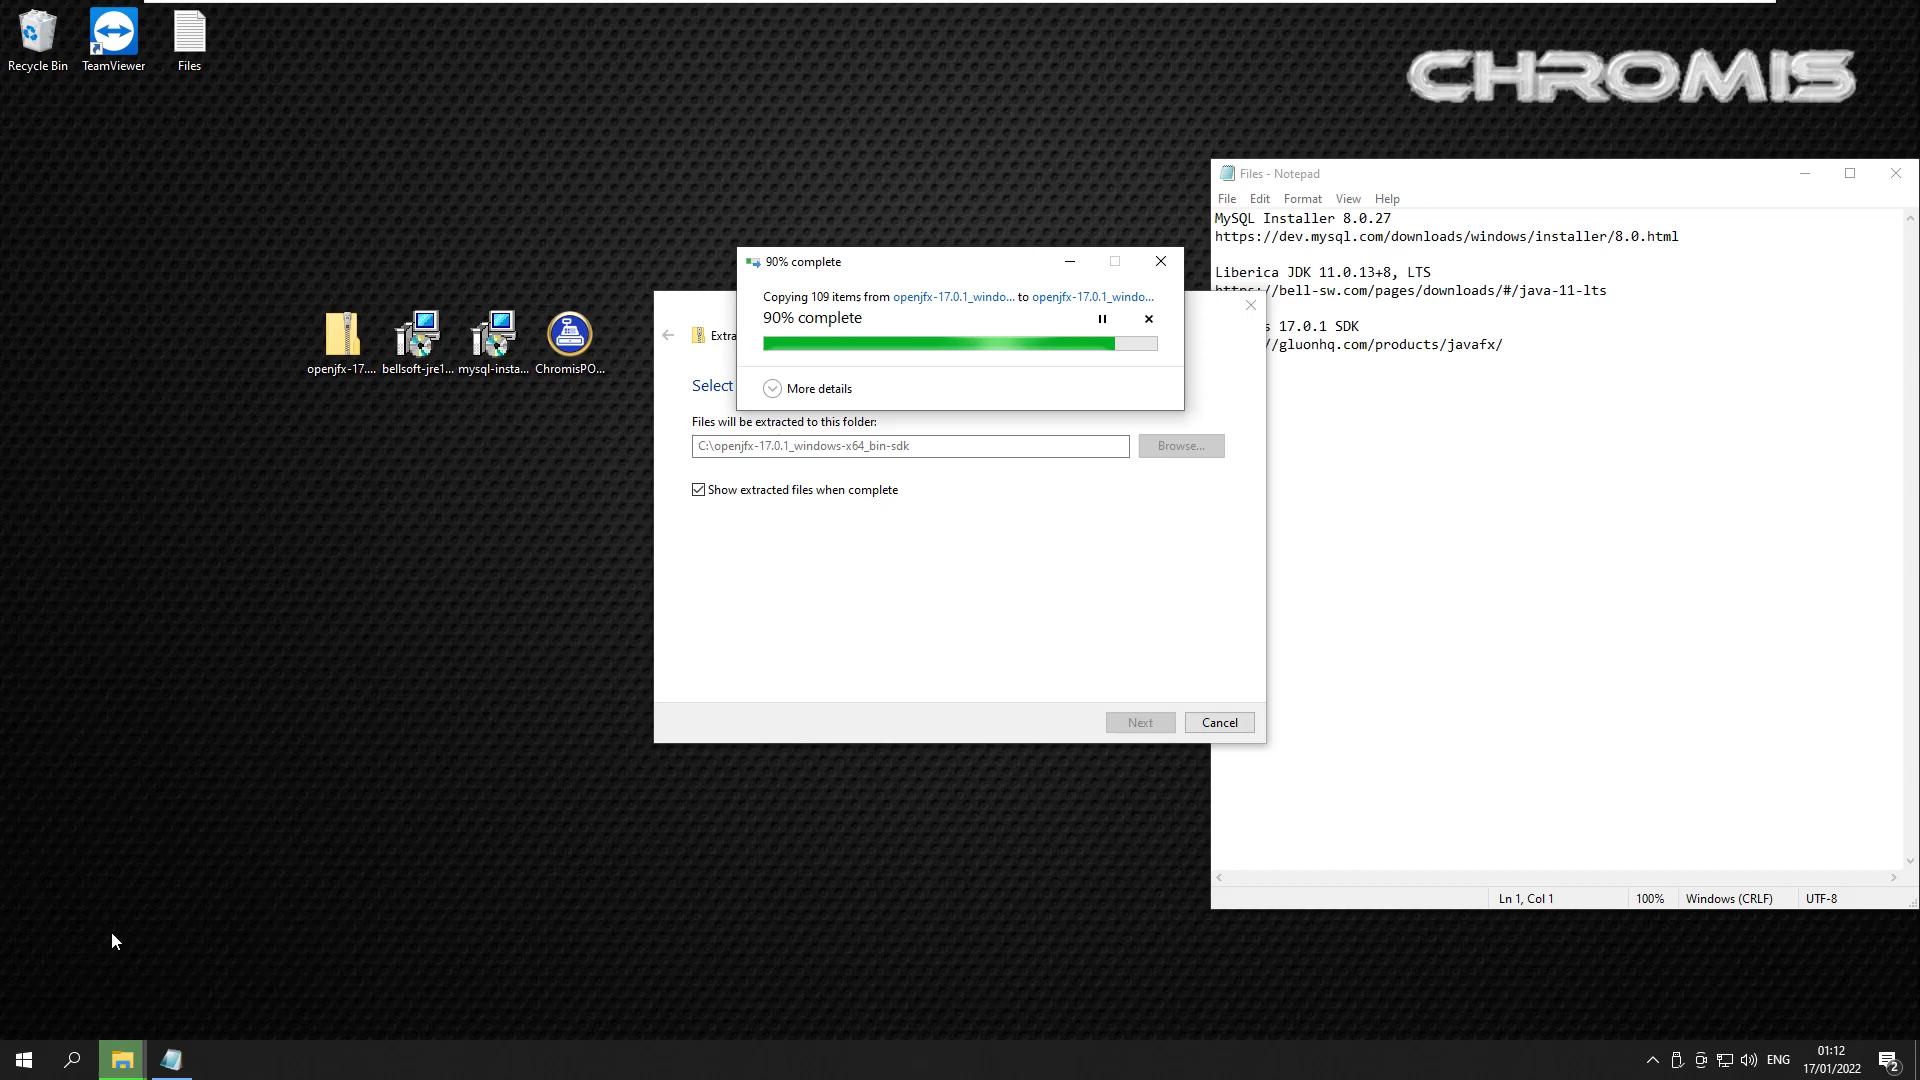 Recycle Bin
TeamViewer
Files
CHROMIS
Files - Notepad
File Edit Format View Help
MySQL Installer 8.0.27
https://dev.mysql.com/downloads/windows/installer/8.0.html
Liberica JDK 11.0.13+8, LTS
https://bell-sw.com/pages/downloads/#/java-11-lts
s 17.0.1 SDK
//gluonhq.com/products/javafx/
90% complete
Copying 109 items from openjfx-17.0.1_windo... to openjfx-17.0.1_windo...
90% complete
More details
Extra
Select
Files will be extracted to this folder:
C:\openjfx-17.0.1_windows-x64_bin-sdk
Browse...
Show extracted files when complete
Next
Cancel
openjfx-17....
bellsoft-jre1...
mysql-insta...
ChromisPO...
Ln 1, Col 1
100%
Windows (CRLF)
UTF-8
ENG
01:12
17/01/2022
2